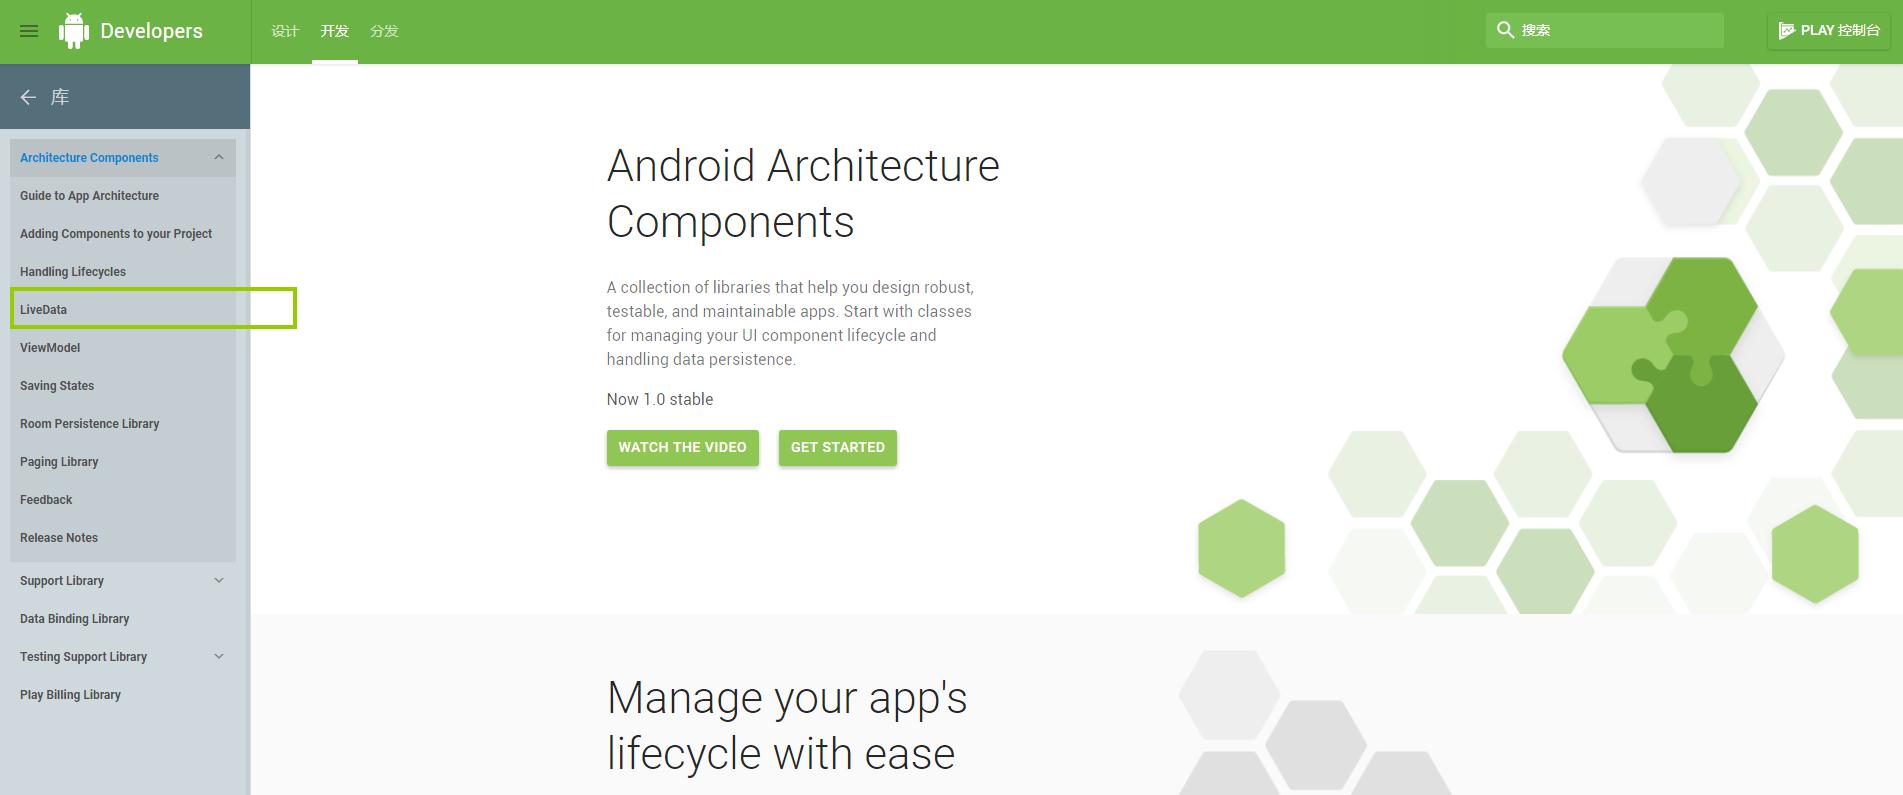 Developers
设计
开发
分发
搜索
PLAY 控制台
库
Architecture Components
Guide to App Architecture
Adding Components to your Project
Handling Lifecycles
LiveData
ViewModel
Saving States
Room Persistence Library
Paging Library
Feedback
Release Notes
Support Library
Data Binding Library
Testing Support Library
Play Billing Library
Android Architecture
Components
A collection of libraries that help you design robust,
testable, and maintainable apps. Start with classes
for managing your UI component lifecycle and
handling data persistence.
Now 1.0 stable
WATCH THE VIDEO
GET STARTED
Manage your app's
lifecycle with ease